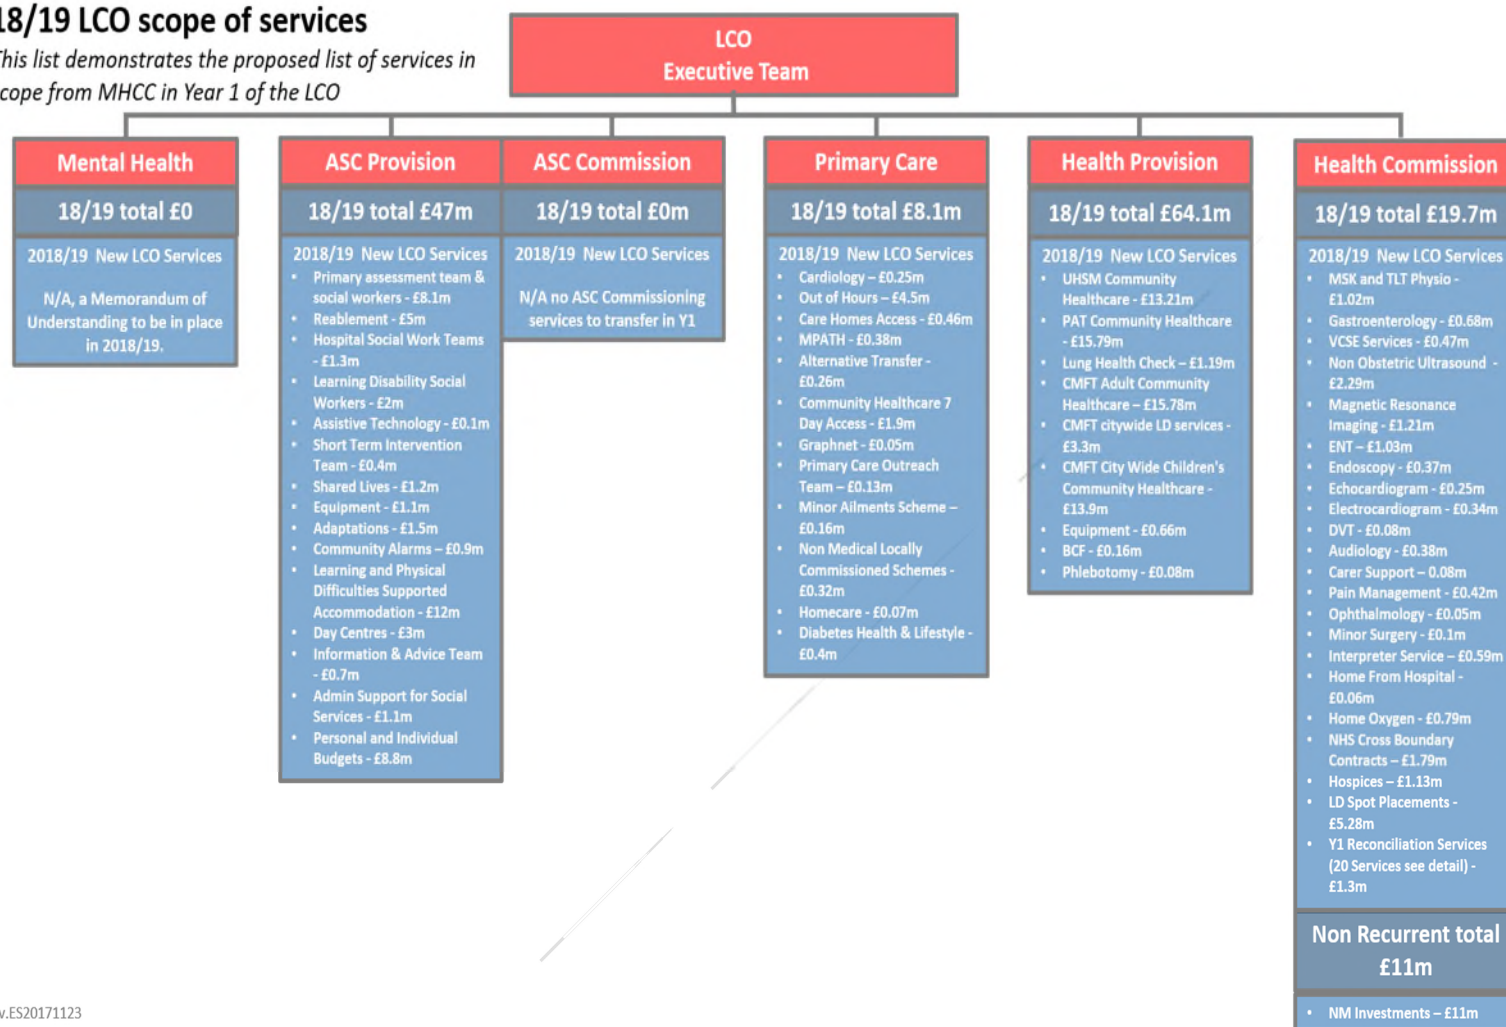 18/19 LCO scope of services
This list demonstrates the proposed list of services in
scope from MHCC in Year 1 of the LCO
LCO
Executive Team
Mental Health
18/19 total £0
2018/19 New LCO Services
N/A, a Memorandum of
Understanding to be in place
in 2018/19.
ASC Provision
18/19 total £47m
2018/19 New LCO Services
• Primary assessment team &
social workers - £8.1m
• Reablement - £5m
• Hospital Social Work Teams
- £1.3m
• Learning Disability Social
Workers - £2m
• Assistive Technology - £0.1m
• Short Term Intervention
Team - £0.4m
• Shared Lives - £1.2m
• Equipment - £1.1m
• Adaptations - £1.5m
• Community Alarms – £0.9m
• Learning and Physical
Difficulties Supported
Accommodation - £12m
• Day Centres - £3m
• Information & Advice Team
- £0.7m
• Admin Support for Social
Services - £1.1m
• Personal and Individual
Budgets - £8.8m
ASC Commission
18/19 total £0m
2018/19 New LCO Services
N/A no ASC Commissioning
services to transfer in Y1
Primary Care
18/19 total £8.1m
2018/19 New LCO Services
• Cardiology – £0.25m
• Out of Hours – £4.5m
• Care Homes Access - £0.46m
• MPATH - £0.38m
• Alternative Transfer -
£0.26m
• Community Healthcare 7
Day Access - £1.9m
• Graphnet - £0.05m
• Primary Care Outreach
Team – £0.13m
• Minor Ailments Scheme –
£0.16m
• Non Medical Locally
Commissioned Schemes -
£0.32m
• Homecare - £0.07m
• Diabetes Health & Lifestyle -
£0.4m
Health Provision
18/19 total £64.1m
2018/19 New LCO Services
• UHSM Community
Healthcare - £13.21m
• PAT Community Healthcare
- £15.79m
• Lung Health Check – £1.19m
• CMFT Adult Community
Healthcare – £15.78m
• CMFT citywide LD services -
£3.3m
• CMFT City Wide Children's
Community Healthcare -
£13.9m
• Equipment - £0.66m
• BCF - £0.16m
• Phlebotomy - £0.08m
Health Commission
18/19 total £19.7m
2018/19 New LCO Services
• MSK and TLT Physio -
£1.02m
• Gastroenterology - £0.68m
• VCSE Services - £0.47m
• Non Obstetric Ultrasound -
£2.29m
• Magnetic Resonance
Imaging - £1.21m
• ENT – £1.03m
• Endoscopy - £0.37m
• Echocardiogram - £0.25m
• Electrocardiogram - £0.34m
• DVT - £0.08m
• Audiology - £0.38m
• Carer Support – 0.08m
• Pain Management - £0.42m
• Ophthalmology - £0.05m
• Minor Surgery - £0.1m
• Interpreter Service – £0.59m
• Home From Hospital -
£0.06m
• Home Oxygen - £0.79m
• NHS Cross Boundary
Contracts – £1.79m
• Hospices – £1.13m
• LD Spot Placements -
£5.28m
• Y1 Reconciliation Services
(20 Services see detail) -
£1.3m
Non Recurrent total
£11m
• NM Investments – £11m
v.ES20171123